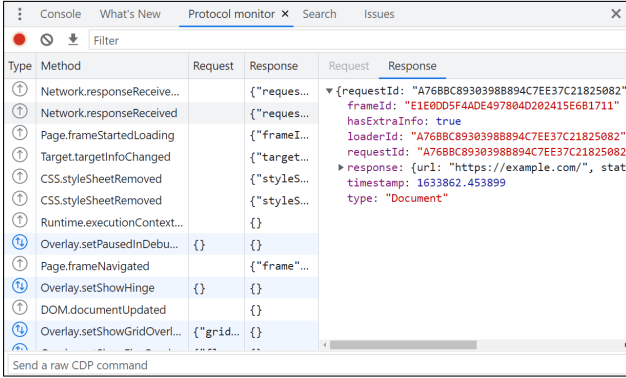 Console What's New Protocol monitor Search Issues
Filter
Type Method Request Response
Network.responseReceive... {"reques...
Network.responseReceived {"reques...
Page.frameStartedLoading {"frameI...
Target.targetInfoChanged {"target...
CSS.styleSheetRemoved {"styleS...
CSS.styleSheetRemoved {"styleS...
Runtime.executionContext... {}
Overlay.setPausedInDebu... {} {}
Page.frameNavigated {"frame"...
Overlay.setShowHinge {} {}
DOM.documentUpdated {}
Overlay.setShowGridOverl... {"grid... {}
Request Response
{requestId: "A76BBC8930398B894C7EE37C21825082"
frameId: "E1E0DD5F4ADE497804D202415E6B1711"
hasExtraInfo: true
loaderId: "A76BBC8930398B894C7EE37C21825082"
requestId: "A76BBC8930398B894C7EE37C21825082
response: {url: "https://example.com/", stat
timestamp: 1633862.453899
type: "Document"
Send a raw CDP command